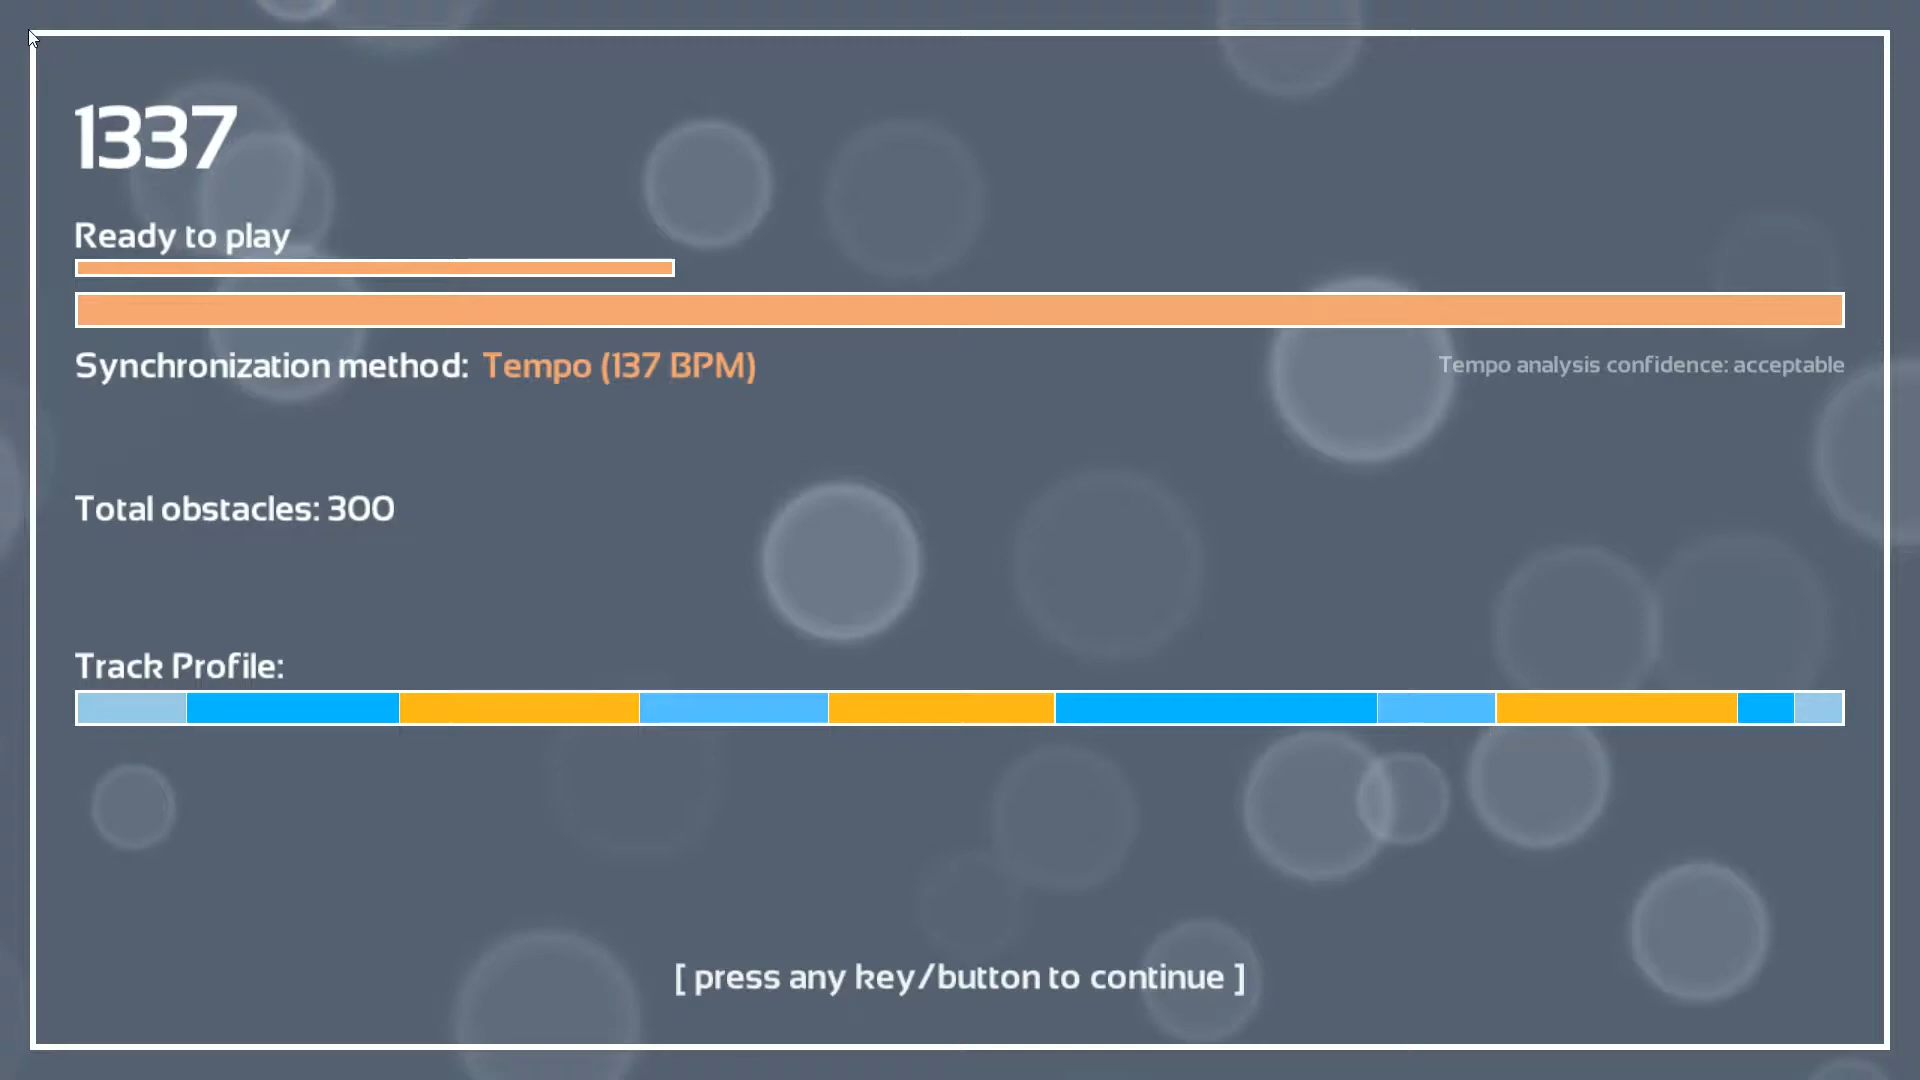 1337
Ready to play
Synchronization method: Tempo (137 BPM)
Tempo analysis confidence: acceptable
Total obstacles: 300
Track Profile:
[ press any key/button to continue ]